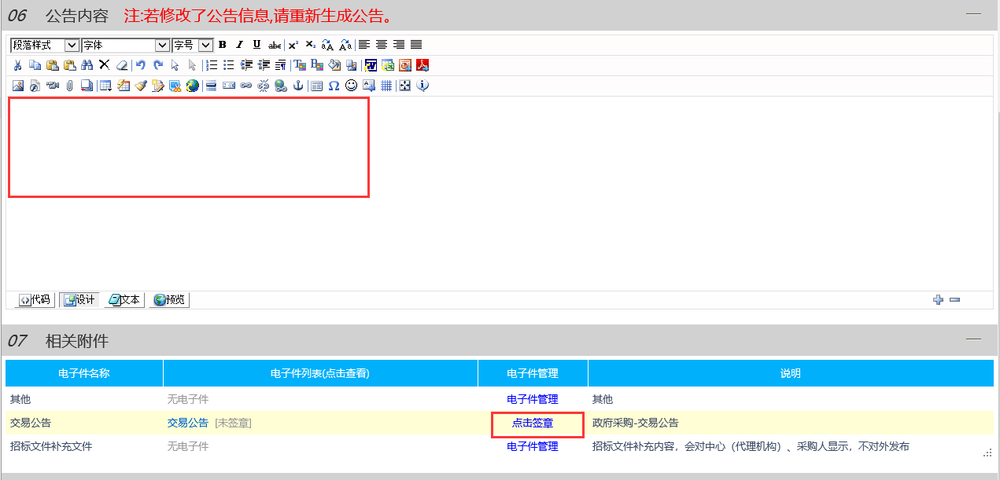 06 公告内容 注:若修改了公告信息,请重新生成公告。
段落样式 字体 字号 B I U abc x² x₂
代码 设计 文本 预览
07 相关附件
电子件名称 电子件列表(点击查看) 电子件管理 说明
其他 无电子件 电子件管理 其他
交易公告 交易公告 [未签章] 点击签章 政府采购-交易公告
招标文件补充文件 无电子件 电子件管理 招标文件补充内容，会对中心（代理机构）、采购人显示，不对外发布